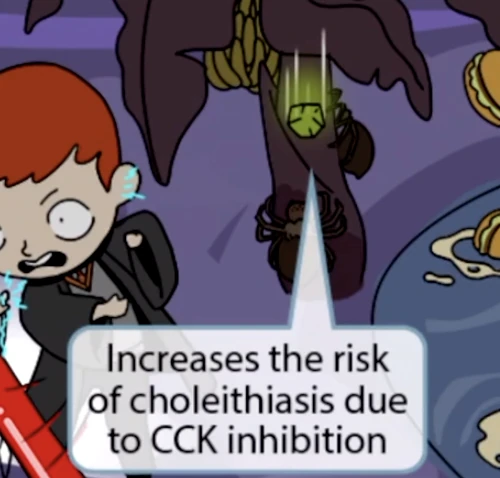 Increases the risk
of choleithiasis due
to CCK inhibition